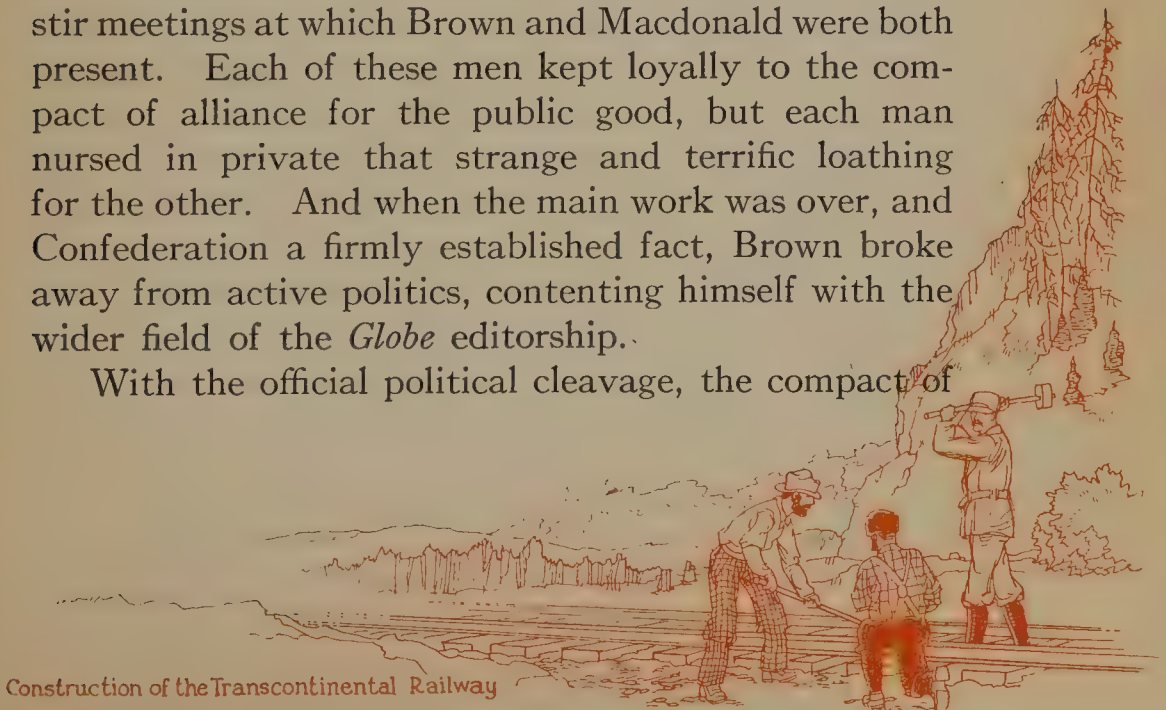 stir meetings at which Brown and Macdonald were both
present. Each of these men kept loyally to the com-
pact of alliance for the public good, but each man
nursed in private that strange and terrific loathing
for the other. And when the main work was over, and
Confederation a firmly established fact, Brown broke
away from active politics, contenting himself with the
wider field of the Globe editorship.
With the official political cleavage, the compact of
Construction of the Transcontinental Railway